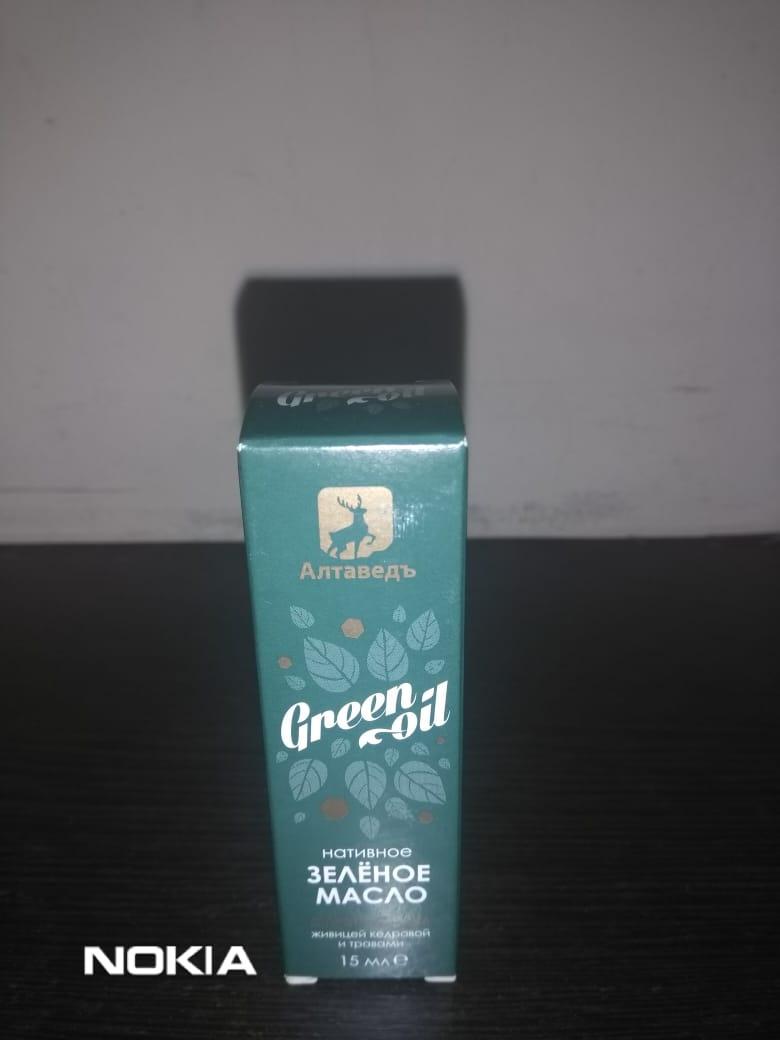 Green oil
Алтаведъ
Green
oil
нативное
ЗЕЛЁНОЕ
МАСЛО
живицей кедровой
и травами
15 мл ℮
NOKIA